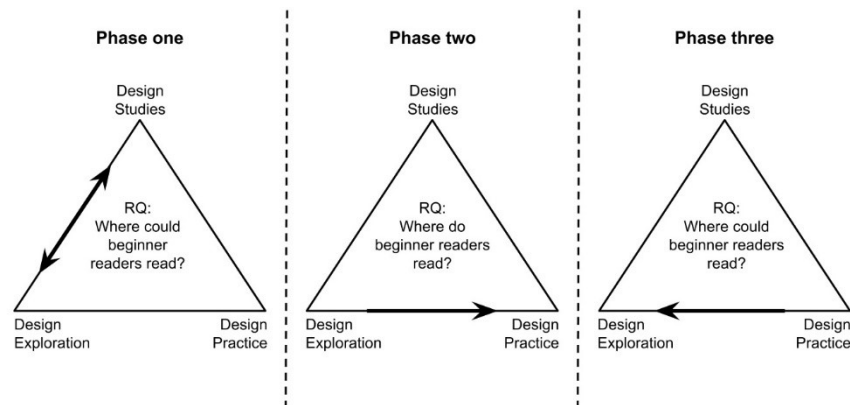 Phase one
Design
Studies
RQ:
Where could
beginner
readers read?
Design
Exploration
Design
Practice
Phase two
Design
Studies
RQ:
Where do
beginner readers
read?
Design
Exploration
Design
Practice
Phase three
Design
Studies
RQ:
Where could
beginner readers
read?
Design
Exploration
Design
Practice